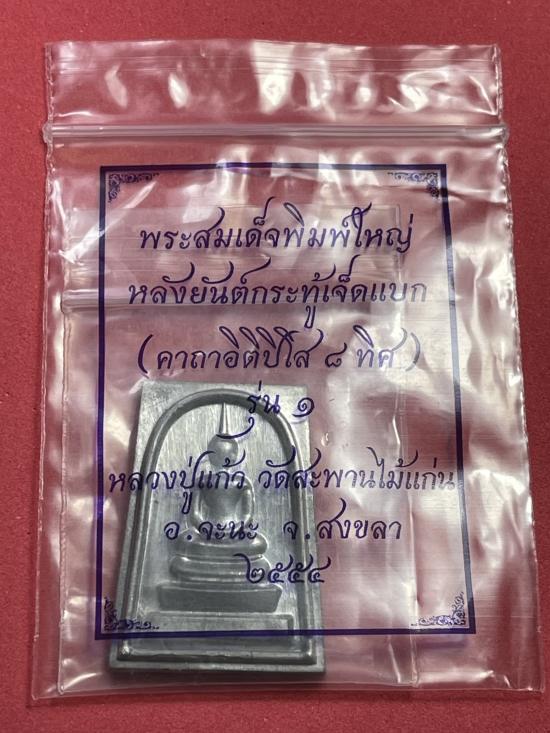 พระสมเด็จพิมพ์ใหญ่
หลังยันต์กระทู้เจ็ดแบก
(คาถาอิติปิโส ๘ ทิศ)
รุ่น ๑
หลวงปู่แก้ว วัดสะพานไม้แก่น
อ.จะนะ จ.สงขลา
๒๕๕๔